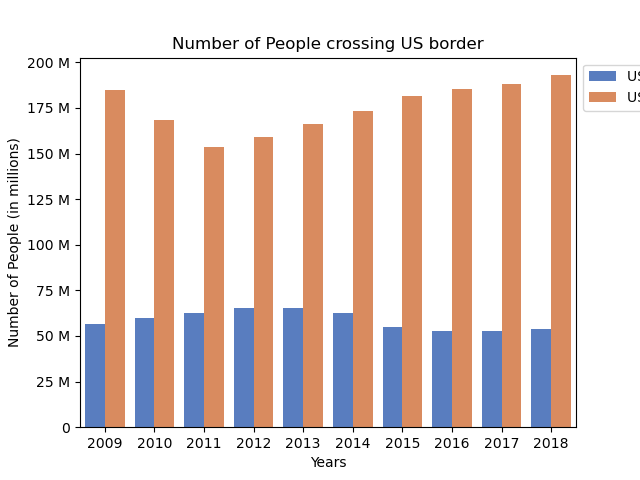 Number of People crossing US border
200 M
175 M
150 M
125 M
100 M
75 M
50 M
25 M
0
Number of People (in millions)
2009 2010 2011 2012 2013 2014 2015 2016 2017 2018
Years
US
US